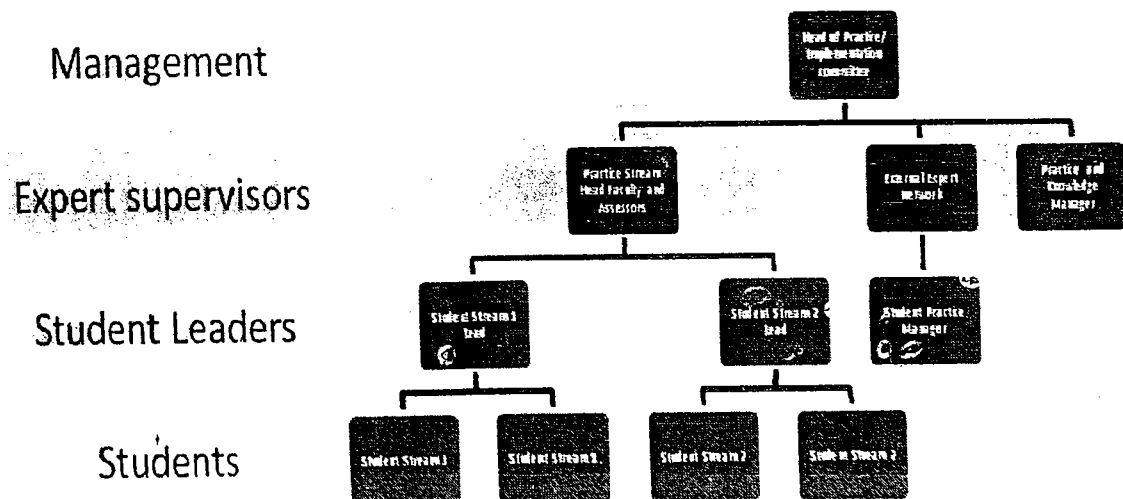 Management
Head of Practice/
Implementation
committee
Expert supervisors
Practice Stream
Head Faculty and
Assessors
External Expert
Network
Practice and
Knowledge
Manager
Student Leaders
Student Stream 1
Lead
Student Stream 2
Lead
Student Practice
Manager
Students
Student Stream 1
Student Stream 1
Student Stream 2
Student Stream 2